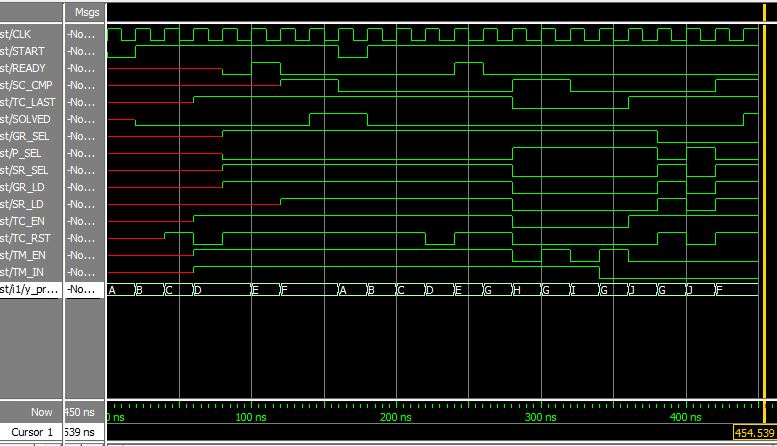 Msgs
st/CLK -No...
st/START -No...
st/READY -No...
st/SC_CMP -No...
st/TC_LAST -No...
st/SOLVED -No...
st/GR_SEL -No...
st/P_SEL -No...
st/SR_SEL -No...
st/GR_LD -No...
st/SR_LD -No...
st/TC_EN -No...
st/TC_RST -No...
st/TM_EN -No...
st/TM_IN -No...
st/i1/y_pr... -No... A B C D E F A B C D E G H G I G J G J F
Now 450 ns 0 ns 100 ns 200 ns 300 ns 400 ns
Cursor 1 539 ns 454.539